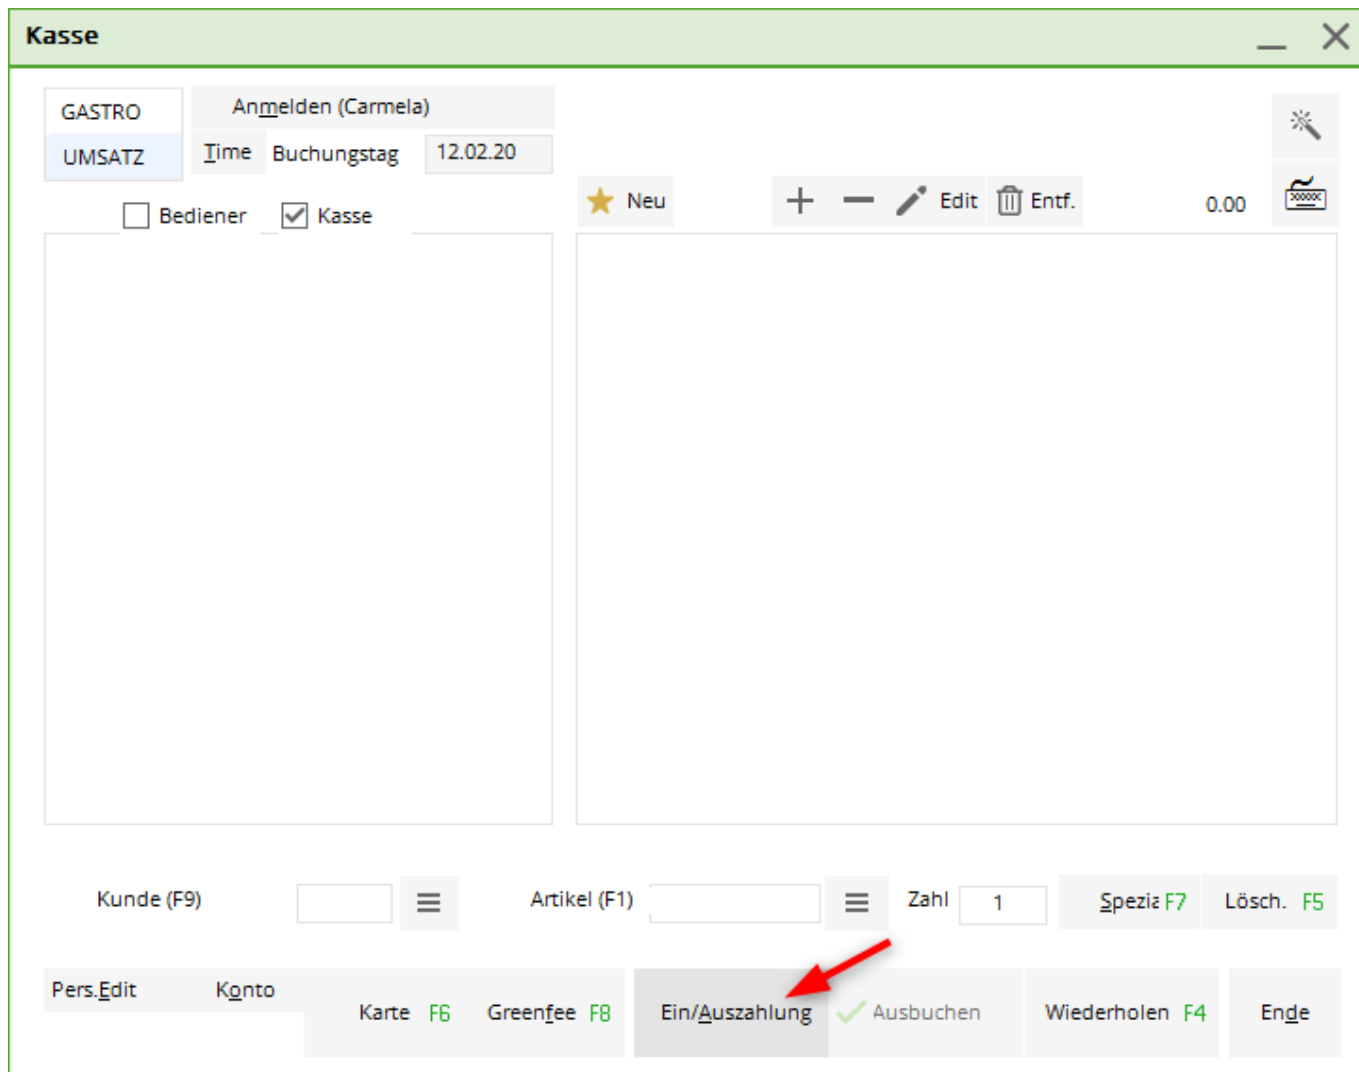 Kasse
GASTRO
Anmelden (Carmela)
UMSATZ
Time Buchungstag 12.02.20
Neu Edit Entf. 0.00
Bediener Kasse
Kunde (F9) Artikel (F1) Zahl 1 Spezia F7 Lösch. F5
Pers.Edit Konto
Karte F6 Greenfee F8 Ein/Auszahlung Ausbuchen Wiederholen F4 Ende